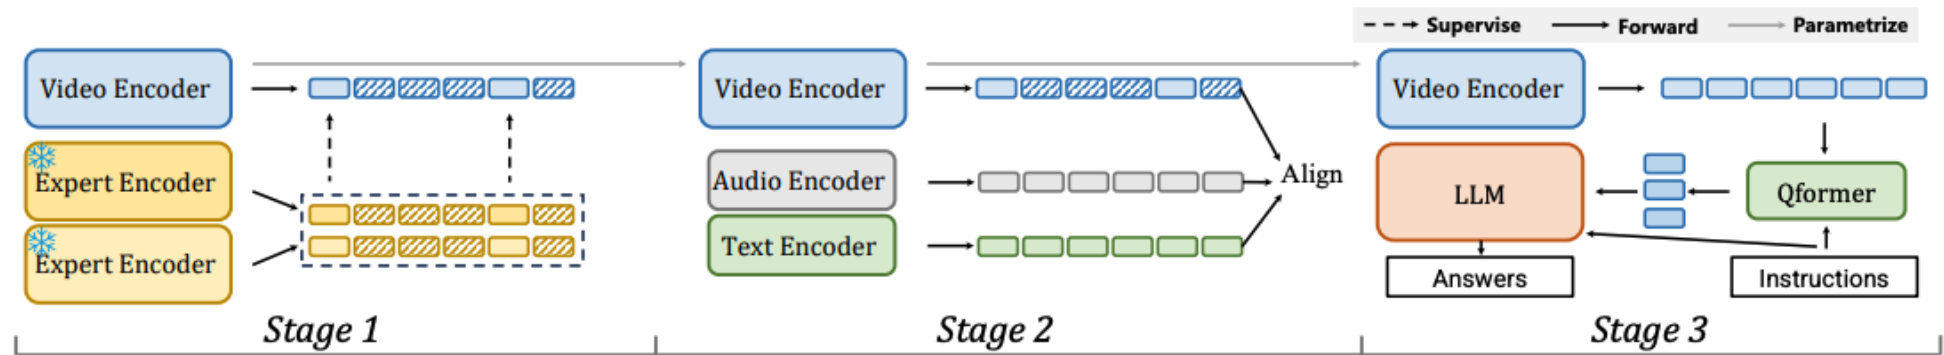 Supervise
Forward
Parametrize
Video Encoder
Expert Encoder
Expert Encoder
Stage 1
Video Encoder
Audio Encoder
Text Encoder
Align
Stage 2
Video Encoder
LLM
Qformer
Answers
Instructions
Stage 3